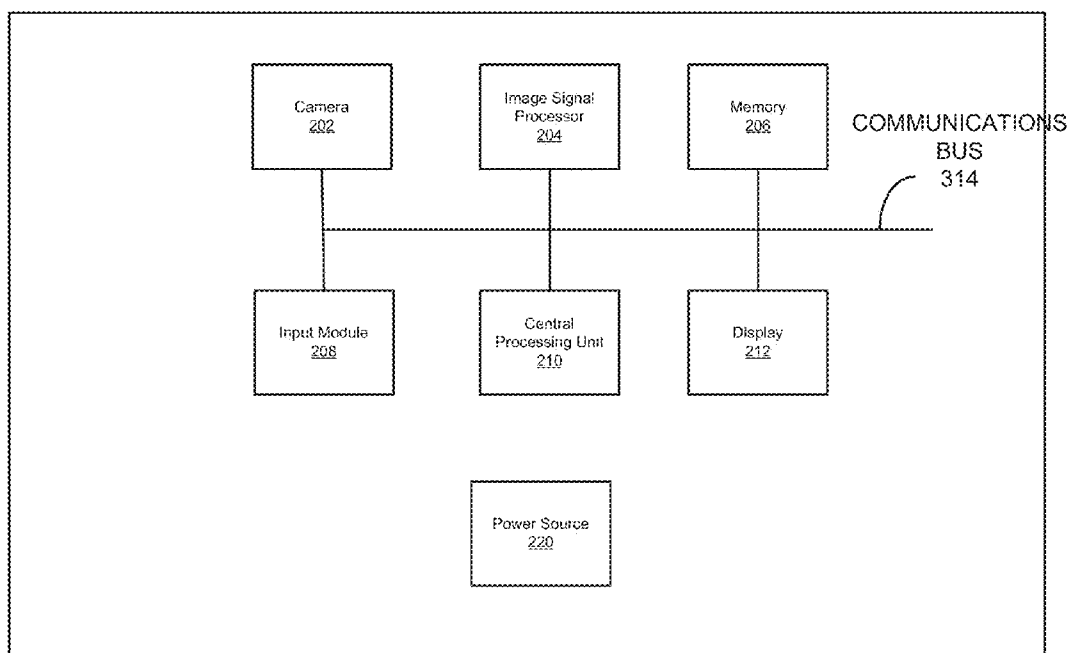 Camera
202
Image Signal
Processor
204
Memory
206
COMMUNICATIONS
BUS
314
Input Module
208
Central
Processing Unit
210
Display
212
Power Source
220